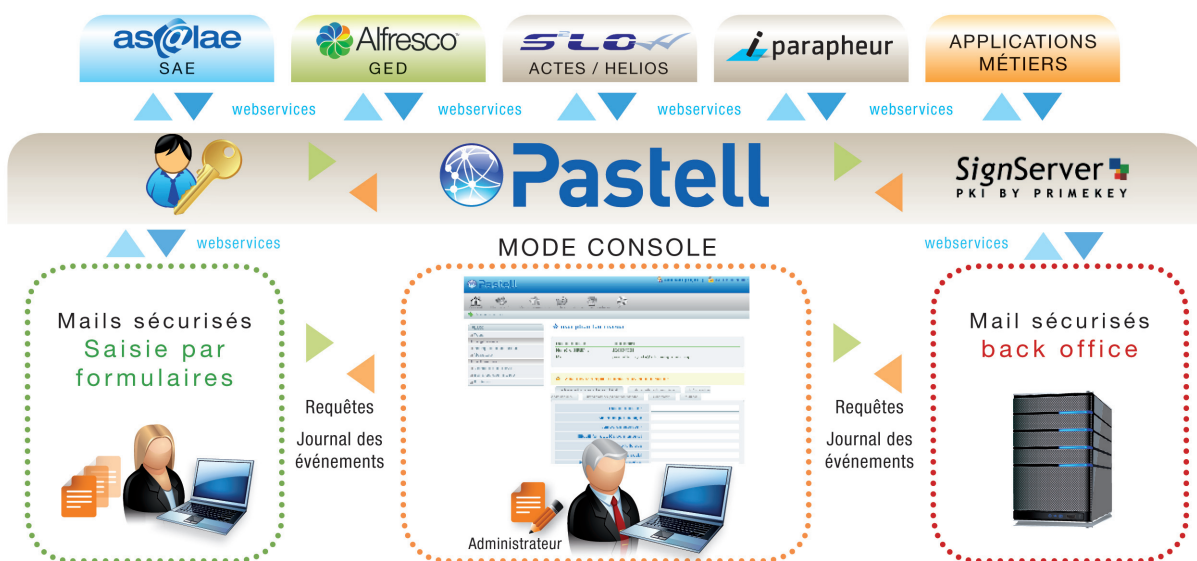 as@lae
SAE
Alfresco
GED
S²LOW
ACTES / HELIOS
i parapheur
APPLICATIONS
MÉTIERS
webservices
webservices
webservices
webservices
Pastell
SignServer
PKI BY PRIMEKEY
webservices
webservices
MODE CONSOLE
Mails sécurisés
Saisie par
formulaires
Pastell
Mail sécurisés
back office
Requêtes
Journal des
événements
Requêtes
Journal des
événements
Administrateur